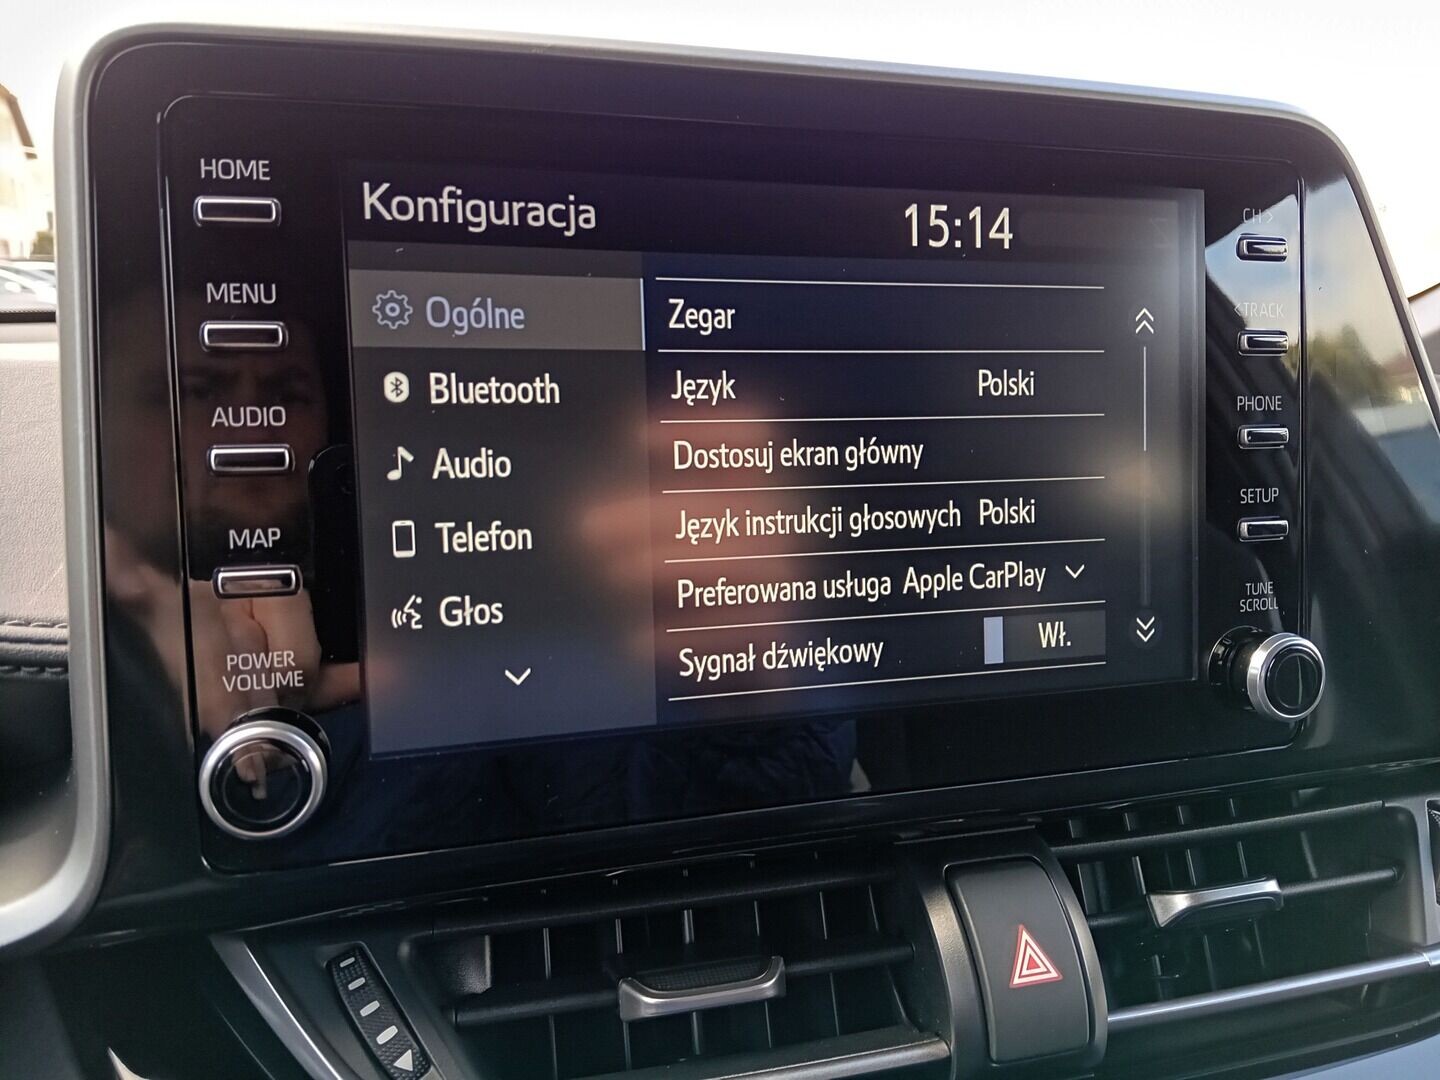 HOME
MENU
AUDIO
MAP
POWER
VOLUME
Konfiguracja 15:14
Ogólne
Bluetooth
Audio
Telefon
Głos
Zegar
Język Polski
Dostosuj ekran główny
Język instrukcji głosowych Polski
Preferowana usługa Apple CarPlay
Sygnał dźwiękowy Wł.
CH>
<TRACK
PHONE
SETUP
TUNE
SCROLL